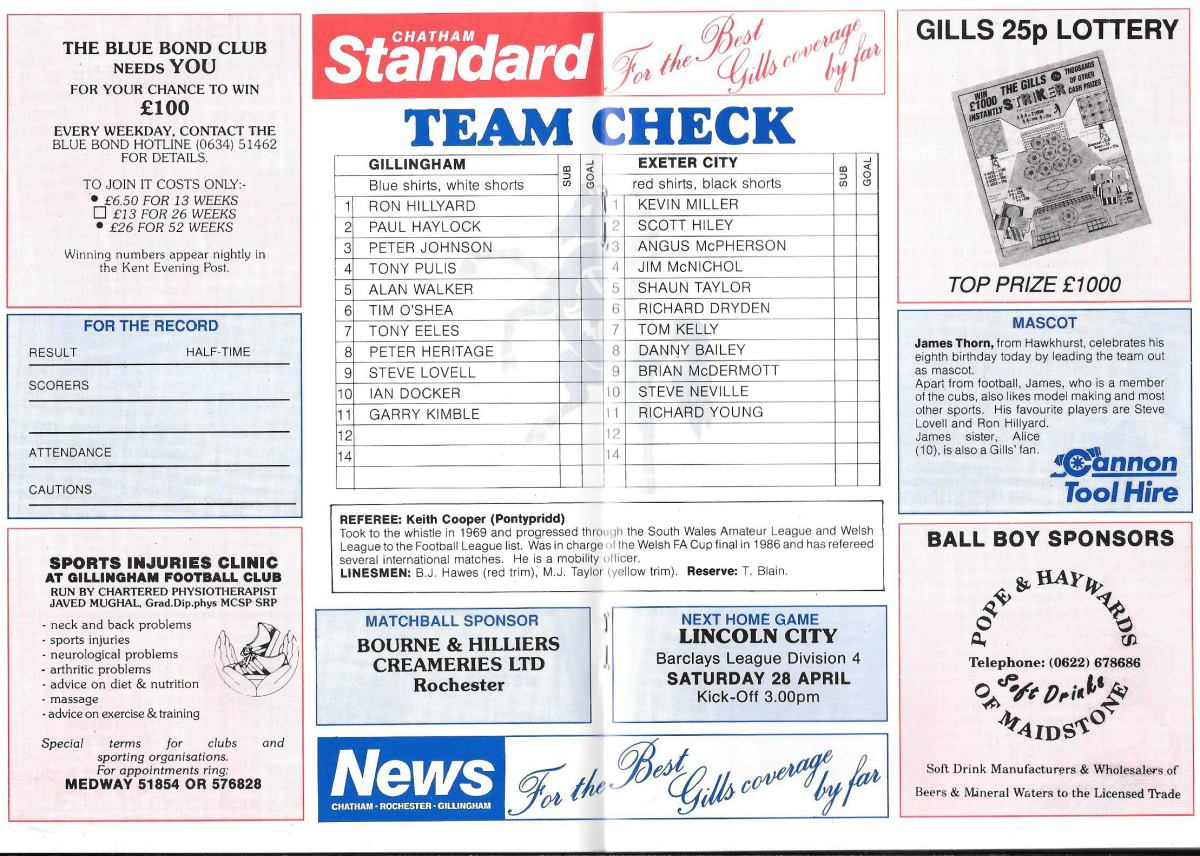 THE BLUE BOND CLUB
NEEDS YOU
FOR YOUR CHANCE TO WIN
£100
EVERY WEEKDAY, CONTACT THE
BLUE BOND HOTLINE (0634) 51462
FOR DETAILS.
TO JOIN IT COSTS ONLY:-
• £6.50 FOR 13 WEEKS
□ £13 FOR 26 WEEKS
• £26 FOR 52 WEEKS
Winning numbers appear nightly in
the Kent Evening Post.
FOR THE RECORD
RESULT HALF-TIME
SCORERS
ATTENDANCE
CAUTIONS
SPORTS INJURIES CLINIC
AT GILLINGHAM FOOTBALL CLUB
RUN BY CHARTERED PHYSIOTHERAPIST
JAVED MUGHAL, Grad.Dip.phys MCSP SRP
- neck and back problems
- sports injuries
- neurological problems
- arthritic problems
- advice on diet & nutrition
- massage
- advice on exercise & training
Special terms for clubs and
sporting organisations.
For appointments ring:
MEDWAY 51854 OR 576828
CHATHAM
Standard
For the Best
Gills coverage
by far
TEAM CHECK
GILLINGHAM SUB GOAL EXETER CITY SUB GOAL
Blue shirts, white shorts red shirts, black shorts
1 RON HILLYARD 1 KEVIN MILLER
2 PAUL HAYLOCK 2 SCOTT HILEY
3 PETER JOHNSON 3 ANGUS McPHERSON
4 TONY PULIS 4 JIM McNICHOL
5 ALAN WALKER 5 SHAUN TAYLOR
6 TIM O'SHEA 6 RICHARD DRYDEN
7 TONY EELES 7 TOM KELLY
8 PETER HERITAGE 8 DANNY BAILEY
9 STEVE LOVELL 9 BRIAN McDERMOTT
10 IAN DOCKER 10 STEVE NEVILLE
11 GARRY KIMBLE 11 RICHARD YOUNG
12 12
14 14
REFEREE: Keith Cooper (Pontypridd)
Took to the whistle in 1969 and progressed through the South Wales Amateur League and Welsh
League to the Football League list. Was in charge of the Welsh FA Cup final in 1986 and has refereed
several international matches. He is a mobility officer.
LINESMEN: B.J. Hawes (red trim), M.J. Taylor (yellow trim). Reserve: T. Blain.
MATCHBALL SPONSOR
BOURNE & HILLIERS
CREAMERIES LTD
Rochester
NEXT HOME GAME
LINCOLN CITY
Barclays League Division 4
SATURDAY 28 APRIL
Kick-Off 3.00pm
News
CHATHAM - ROCHESTER - GILLINGHAM
For the Best
Gills coverage
by far
GILLS 25p LOTTERY
WIN
£1000
INSTANTLY
THE GILLS
STRIKER
THOUSANDS
OF OTHER
CASH PRIZES
TOP PRIZE £1000
MASCOT
James Thorn, from Hawkhurst, celebrates his
eighth birthday today by leading the team out
as mascot.
Apart from football, James, who is a member
of the cubs, also likes model making and most
other sports. His favourite players are Steve
Lovell and Ron Hillyard.
James sister, Alice
(10), is also a Gills' fan.
Cannon
Tool Hire
BALL BOY SPONSORS
POPE & HAYWARDS
Telephone: (0622) 678686
Soft Drinks
OF MAIDSTONE
Soft Drink Manufacturers & Wholesalers of
Beers & Mineral Waters to the Licensed Trade